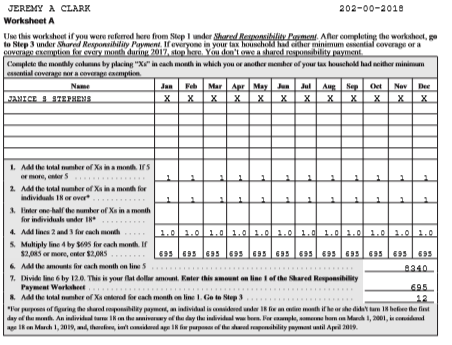 JEREMY A CLARK 202-00-2018
Worksheet A
Use this worksheet if you were referred here from Step 1 under Shared Responsibility Payment. After completing the worksheet, go
to Step 3 under Shared Responsibility Payment. If everyone in your tax household had either minimum essential coverage or a
coverage exemption for every month during 2017, stop here. You don't owe a shared responsibility payment.
Complete the monthly columns by placing "Xs" in each month in which you or another member of your tax household had neither minimum
essential coverage nor a coverage exemption.
Name Jan Feb Mar Apr May Jun Jul Aug Sep Oct Nov Dec
JANICE S STEPHENS X X X X X X X X X X X X
1. Add the total number of Xs in a month. If 5
or more, enter 5 1 1 1 1 1 1 1 1 1 1 1 1
2. Add the total number of Xs in a month for
individuals 18 or over* 1 1 1 1 1 1 1 1 1 1 1 1
3. Enter one-half the number of Xs in a month
for individuals under 18*
4. Add lines 2 and 3 for each month 1.0 1.0 1.0 1.0 1.0 1.0 1.0 1.0 1.0 1.0 1.0 1.0
5. Multiply line 4 by $695 for each month. If
$2,085 or more, enter $2,085 695 695 695 695 695 695 695 695 695 695 695 695
6. Add the amounts for each month on line 5 8340
7. Divide line 6 by 12.0. This is your flat dollar amount. Enter this amount on line 1 of the Shared Responsibility
Payment Worksheet 695
8. Add the total number of Xs entered for each month on line 1. Go to Step 3 12
*For purposes of figuring the shared responsibility payment, an individual is considered under 18 for an entire month if he or she didn't turn 18 before the first
day of the month. An individual turns 18 on the anniversary of the day the individual was born. For example, someone born on March 1, 2001, is considered
age 18 on March 1, 2019, and, therefore, isn't considered age 18 for purposes of the shared responsibility payment until April 2019.